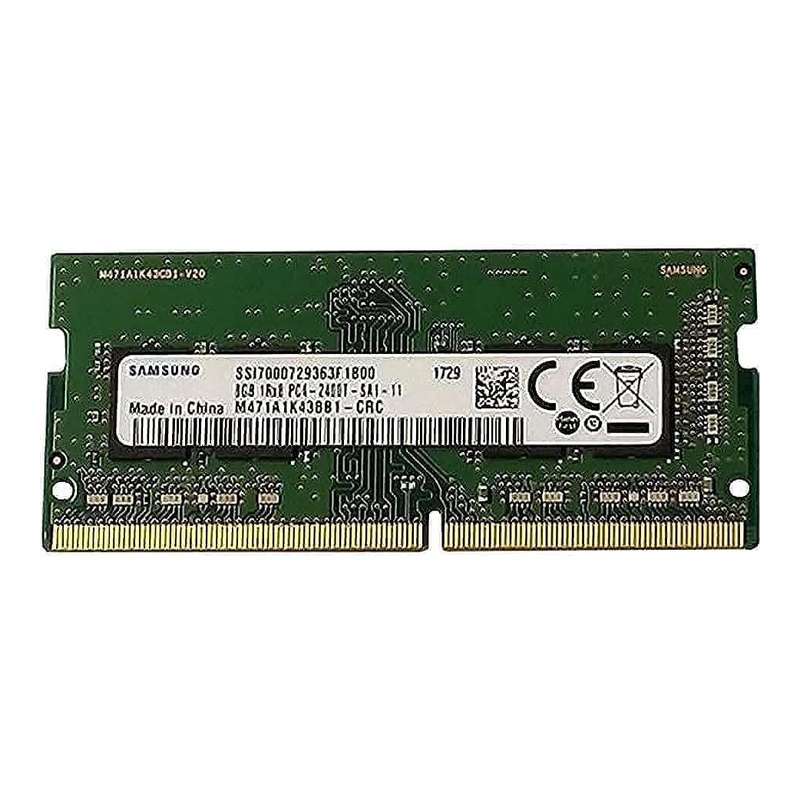 M471A1K43CB1-V20
SAMSUNG
SAMSUNG
SSI7000729363F1800
1729
8GB 1Rx8 PC4-2400T-SA1-11
Made in China
M471A1K43BB1-CRC
CE